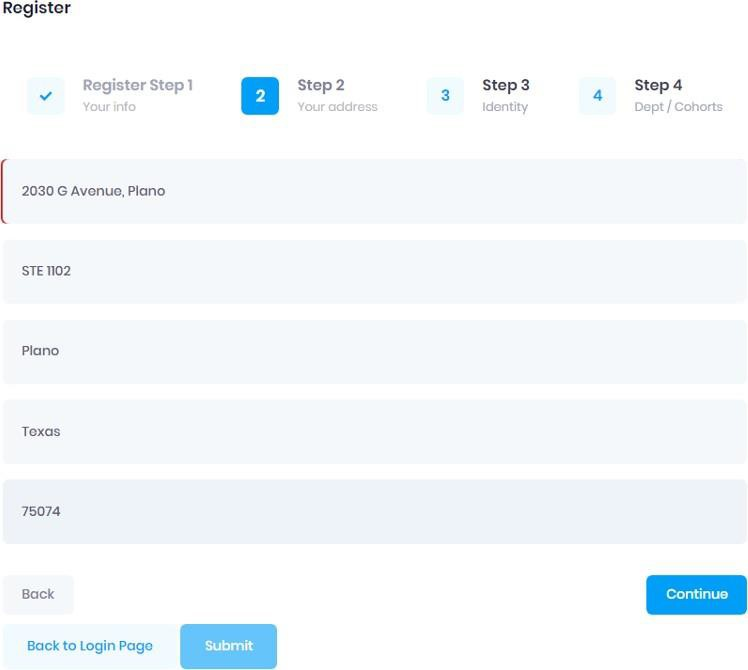 Register
Register Step 1
Your info
2
Step 2
Your address
3
Step 3
Identity
4
Step 4
Dept / Cohorts
2030 G Avenue, Plano
STE 1102
Plano
Texas
75074
Back
Continue
Back to Login Page
Submit